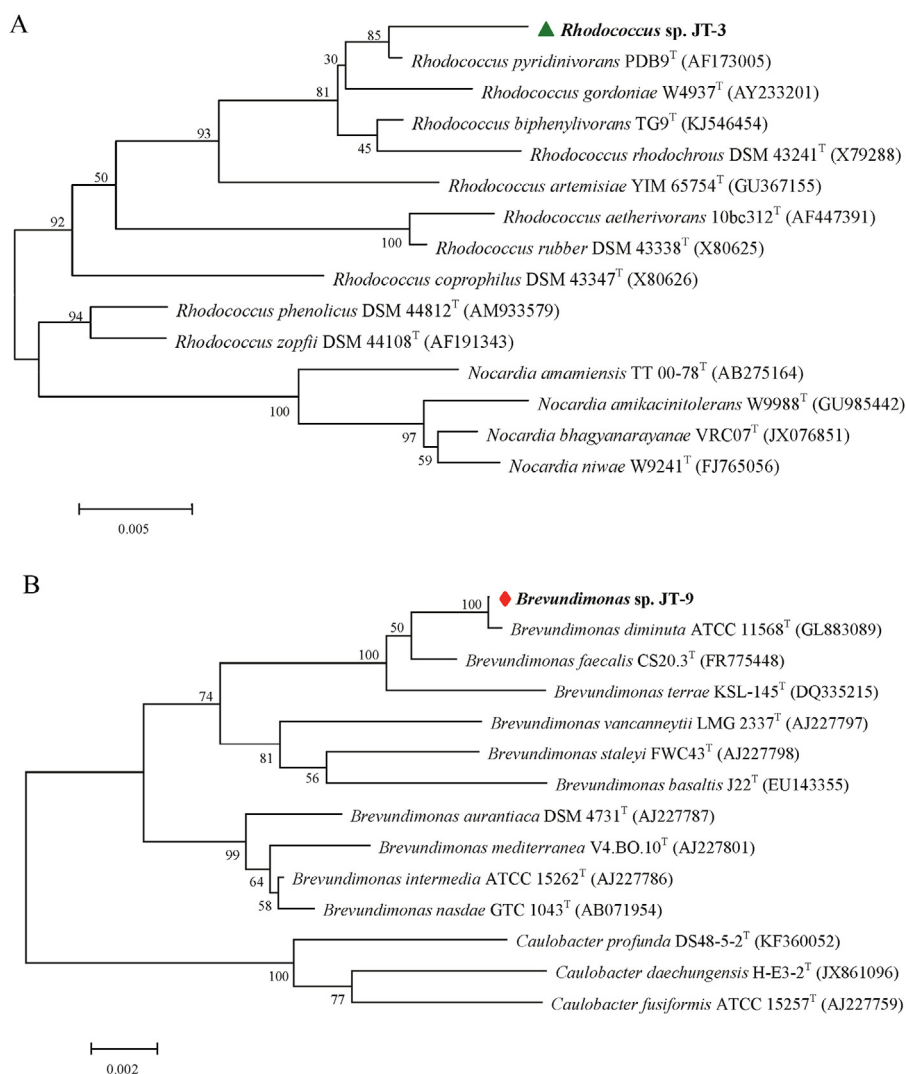 A
85
Rhodococcus sp. JT-3
Rhodococcus pyridinivorans PDB9ᵀ (AF173005)
30
Rhodococcus gordoniae W4937ᵀ (AY233201)
81
Rhodococcus biphenylivorans TG9ᵀ (KJ546454)
93
45
Rhodococcus rhodochrous DSM 43241ᵀ (X79288)
50
Rhodococcus artemisiae YIM 65754ᵀ (GU367155)
92
Rhodococcus aetherivorans 10bc312ᵀ (AF447391)
100
Rhodococcus rubber DSM 43338ᵀ (X80625)
Rhodococcus coprophilus DSM 43347ᵀ (X80626)
94
Rhodococcus phenolicus DSM 44812ᵀ (AM933579)
Rhodococcus zopfii DSM 44108ᵀ (AF191343)
Nocardia amamiensis TT 00-78ᵀ (AB275164)
100
Nocardia amikacinitolerans W9988ᵀ (GU985442)
97
Nocardia bhagyanarayanae VRC07ᵀ (JX076851)
59
Nocardia niwae W9241ᵀ (FJ765056)
0.005
B
100
Brevundimonas sp. JT-9
50
Brevundimonas diminuta ATCC 11568ᵀ (GL883089)
100
Brevundimonas faecalis CS20.3ᵀ (FR775448)
74
Brevundimonas terrae KSL-145ᵀ (DQ335215)
Brevundimonas vancanneytii LMG 2337ᵀ (AJ227797)
81
Brevundimonas staleyi FWC43ᵀ (AJ227798)
56
Brevundimonas basaltis J22ᵀ (EU143355)
Brevundimonas aurantiaca DSM 4731ᵀ (AJ227787)
99
Brevundimonas mediterranea V4.BO.10ᵀ (AJ227801)
64
Brevundimonas intermedia ATCC 15262ᵀ (AJ227786)
58
Brevundimonas nasdae GTC 1043ᵀ (AB071954)
Caulobacter profunda DS48-5-2ᵀ (KF360052)
100
Caulobacter daechungensis H-E3-2ᵀ (JX861096)
77
Caulobacter fusiformis ATCC 15257ᵀ (AJ227759)
0.002